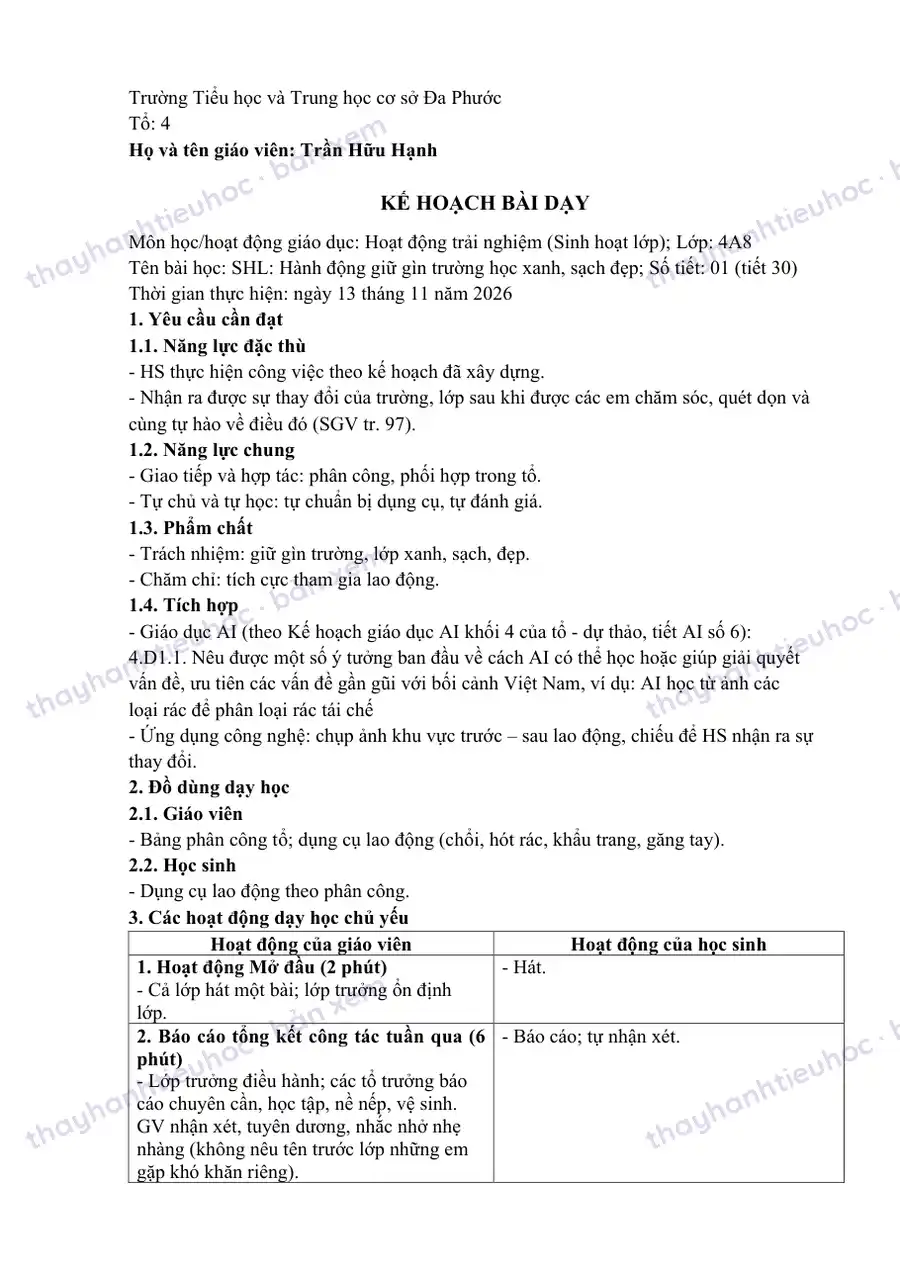 Trường Tiểu học và Trung học cơ sở Đa Phước
Tổ: 4
Họ và tên giáo viên: Trần Hữu Hạnh
KẾ HOẠCH BÀI DẠY
Môn học/hoạt động giáo dục: Hoạt động trải nghiệm (Sinh hoạt lớp); Lớp: 4A8
Tên bài học: SHL: Hành động giữ gìn trường học xanh, sạch đẹp; Số tiết: 01 (tiết 30)
Thời gian thực hiện: ngày 13 tháng 11 năm 2026
1. Yêu cầu cần đạt
1.1. Năng lực đặc thù
- HS thực hiện công việc theo kế hoạch đã xây dựng.
- Nhận ra được sự thay đổi của trường, lớp sau khi được các em chăm sóc, quét dọn và
cùng tự hào về điều đó (SGV tr. 97).
1.2. Năng lực chung
- Giao tiếp và hợp tác: phân công, phối hợp trong tổ.
- Tự chủ và tự học: tự chuẩn bị dụng cụ, tự đánh giá.
1.3. Phẩm chất
- Trách nhiệm: giữ gìn trường, lớp xanh, sạch, đẹp.
- Chăm chỉ: tích cực tham gia lao động.
1.4. Tích hợp
- Giáo dục AI (theo Kế hoạch giáo dục AI khối 4 của tổ - dự thảo, tiết AI số 6):
4.D1.1. Nêu được một số ý tưởng ban đầu về cách AI có thể học hoặc giúp giải quyết
vấn đề, ưu tiên các vấn đề gần gũi với bối cảnh Việt Nam, ví dụ: AI học từ ảnh các
loại rác để phân loại rác tái chế
- Ứng dụng công nghệ: chụp ảnh khu vực trước – sau lao động, chiếu để HS nhận ra sự
thay đổi.
2. Đồ dùng dạy học
2.1. Giáo viên
- Bảng phân công tổ; dụng cụ lao động (chổi, hót rác, khẩu trang, găng tay).
2.2. Học sinh
- Dụng cụ lao động theo phân công.
3. Các hoạt động dạy học chủ yếu
Hoạt động của giáo viên
Hoạt động của học sinh
1. Hoạt động Mở đầu (2 phút)
- Cả lớp hát một bài; lớp trưởng ổn định
lớp.
- Hát.
2. Báo cáo tổng kết công tác tuần qua (6
phút)
- Lớp trưởng điều hành; các tổ trưởng báo
cáo chuyên cần, học tập, nề nếp, vệ sinh.
GV nhận xét, tuyên dương, nhắc nhở nhẹ
nhàng (không nêu tên trước lớp những em
gặp khó khăn riêng).
- Báo cáo; tự nhận xét.
thayhanhtieuhoc · bản xem
thayhanhtieuhoc · b
thayhanhtieuhoc · bản xem
thayhanhtieuhoc · b
thayhanhtieuhoc · bản xem
thayhanhtieuhoc · b